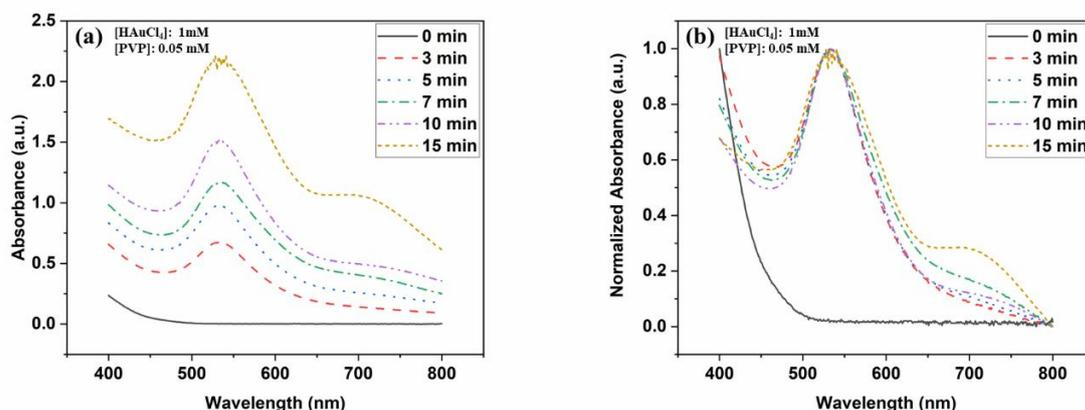 (a) [HAuCl₄]: 1mM
[PVP]: 0.05 mM
0 min
3 min
5 min
7 min
10 min
15 min
2.5
2.0
1.5
1.0
0.5
0.0
Absorbance (a.u.)
400 500 600 700 800
Wavelength (nm)
(b) [HAuCl₄]: 1mM
[PVP]: 0.05 mM
0 min
3 min
5 min
7 min
10 min
15 min
1.0
0.8
0.6
0.4
0.2
0.0
Normalized Absorbance (a.u.)
400 500 600 700 800
Wavelength (nm)